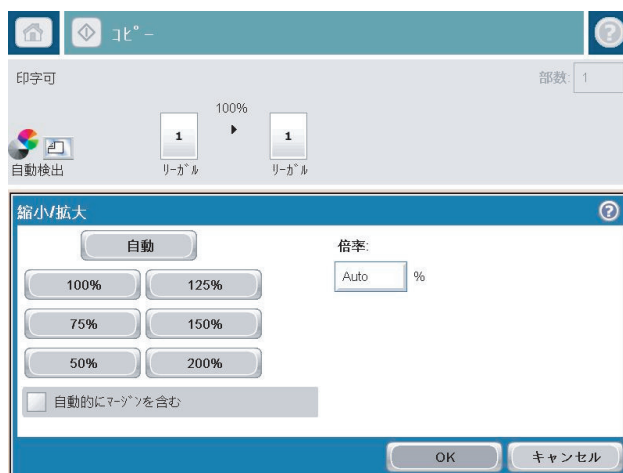 ｺﾋﾟｰ
印字可 部数: 1
100%
1 1
自動検出 ﾘｰｶﾞﾙ ﾘｰｶﾞﾙ
縮小/拡大
自動 倍率:
100% 125% Auto %
75% 150%
50% 200%
自動的にﾏｰｼﾞﾝを含む
OK キャンセル